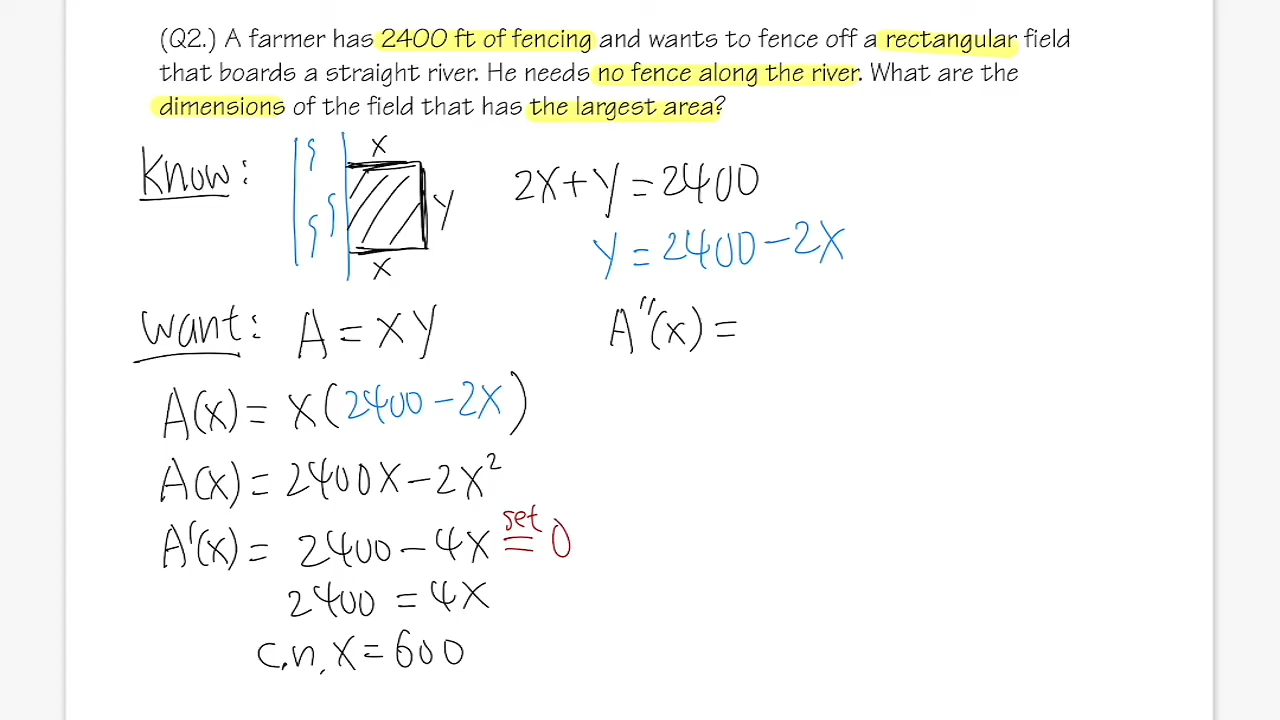 (Q2.) A farmer has 2400 ft of fencing and wants to fence off a rectangular field
that boards a straight river. He needs no fence along the river. What are the
dimensions of the field that has the largest area?
Know:
X
Y
X
2X+Y=2400
Y=2400-2X
Want: A=XY
A''(x)=
A(x)= X(2400-2X)
A(x)=2400X-2X²
A'(x)= 2400-4X set = 0
2400 = 4X
C.n. X=600